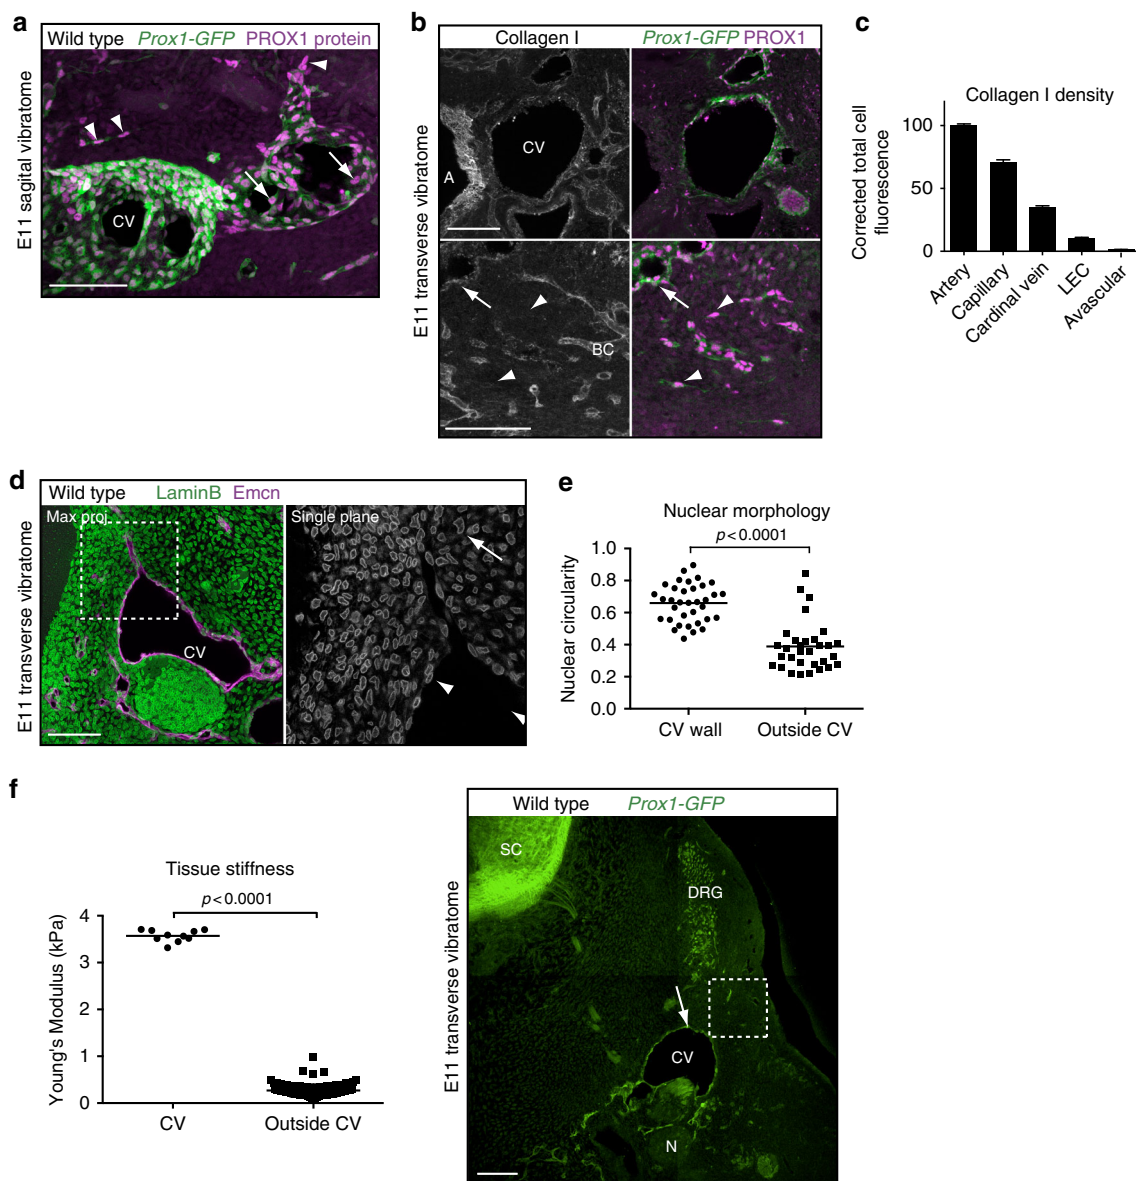 a
Wild type Prox1-GFP PROX1 protein
E11 sagital vibratome
CV
b
Collagen I
Prox1-GFP PROX1
E11 transverse vibratome
CV
A
BC
c
Collagen I density
Corrected total cell
fluorescence
100
50
0
Artery
Capillary
Cardinal vein
LEC
Avascular
d
Wild type LaminB Emcn
Max proj
Single plane
E11 transverse vibratome
CV
e
Nuclear morphology
p<0.0001
Nuclear circularity
1.0
0.8
0.6
0.4
0.2
0.0
CV wall
Outside CV
f
Tissue stiffness
p<0.0001
Young's Modulus (kPa)
4
3
2
1
0
CV
Outside CV
Wild type Prox1-GFP
E11 transverse vibratome
SC
DRG
CV
N